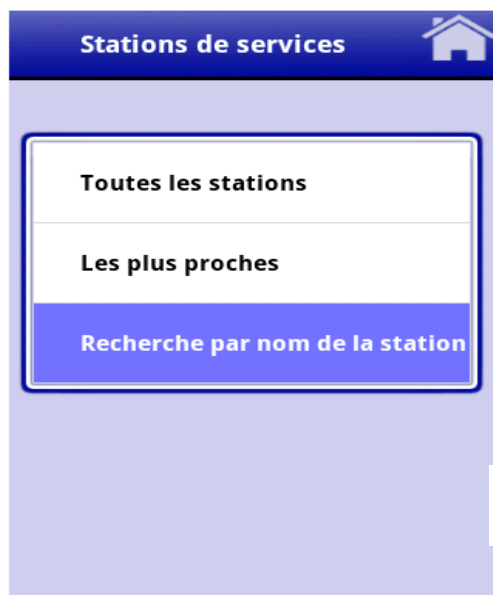 Stations de services
Toutes les stations
Les plus proches
Recherche par nom de la station